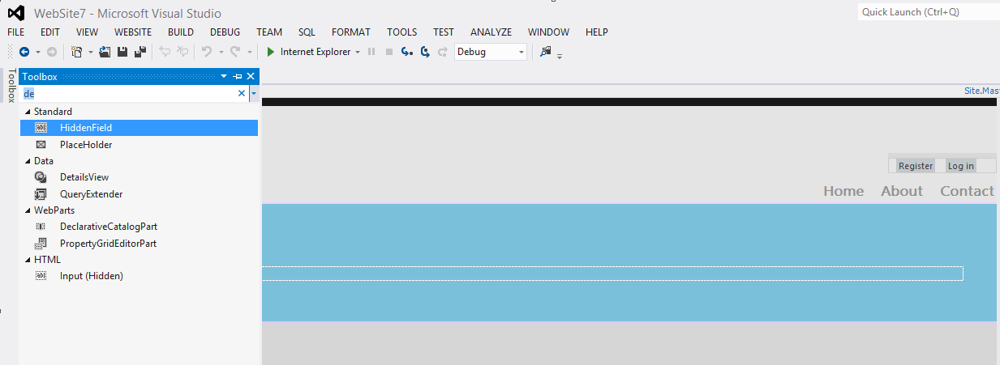 WebSite7 - Microsoft Visual Studio
Quick Launch (Ctrl+Q)
FILE EDIT VIEW WEBSITE BUILD DEBUG TEAM SQL FORMAT TOOLS TEST ANALYZE WINDOW HELP
Internet Explorer Debug
Toolbox
Toolbox
de
Site.Mas
Standard
ab|
HiddenField
PlaceHolder
Data
DetailsView
QueryExtender
WebParts
DeclarativeCatalogPart
PropertyGridEditorPart
HTML
ab|
Input (Hidden)
Register Log in
Home About Contact